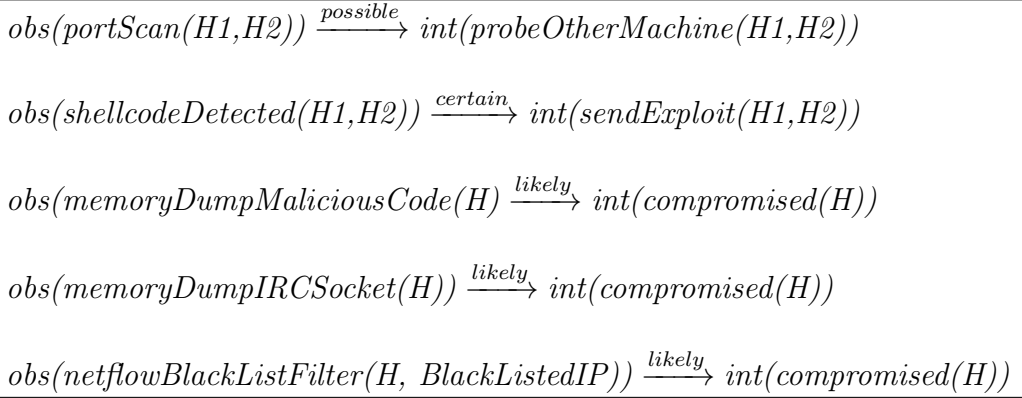 obs(portScan(H1,H2)) —possible→ int(probeOtherMachine(H1,H2))
obs(shellcodeDetected(H1,H2)) —certain→ int(sendExploit(H1,H2))
obs(memoryDumpMaliciousCode(H) —likely→ int(compromised(H))
obs(memoryDumpIRCSocket(H)) —likely→ int(compromised(H))
obs(netflowBlackListFilter(H, BlackListedIP)) —likely→ int(compromised(H))